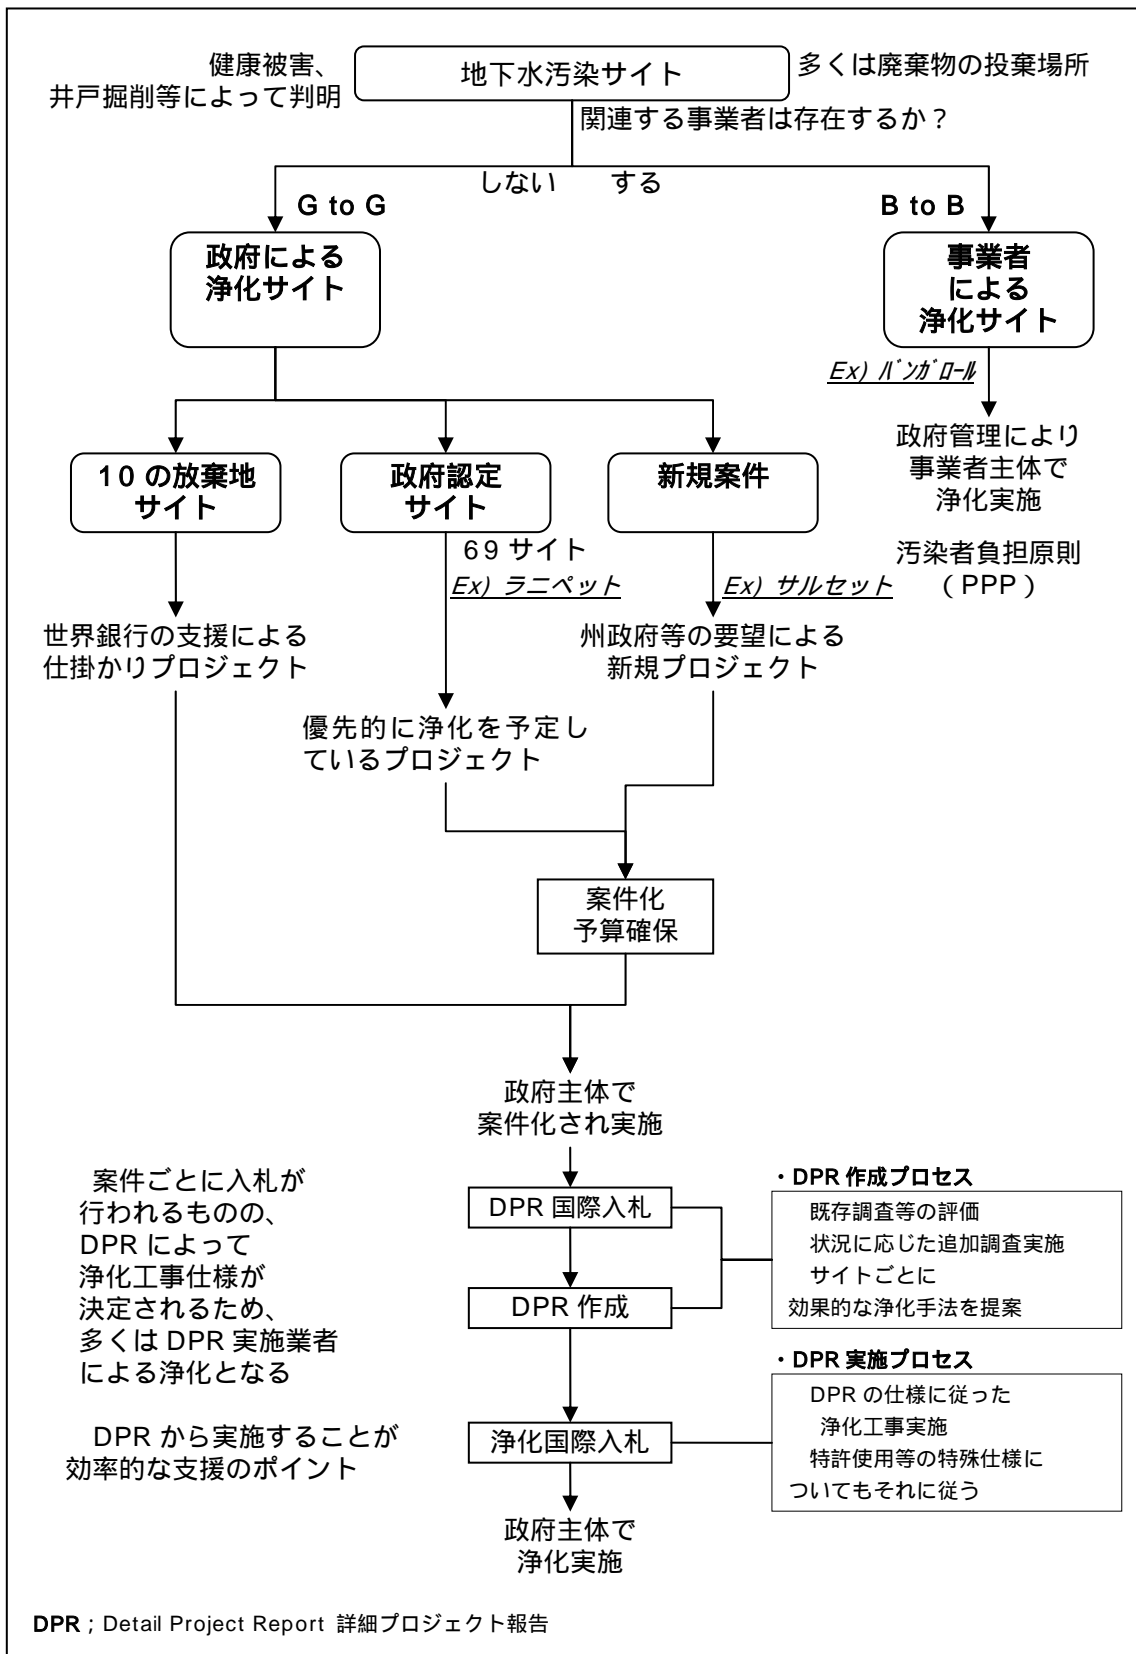 健康被害、
井戸掘削等によって判明
地下水汚染サイト
多くは廃棄物の投棄場所
関連する事業者は存在するか？
しない する
G to G
B to B
政府による
浄化サイト
事業者
による
浄化サイト
Ex) ﾊﾞﾝｶﾞﾛｰﾙ
政府管理により
事業者主体で
浄化実施
汚染者負担原則
（PPP）
10の放棄地
サイト
政府認定
サイト
新規案件
69サイト
Ex) ラニペット
Ex) サルセット
世界銀行の支援による
仕掛かりプロジェクト
州政府等の要望による
新規プロジェクト
優先的に浄化を予定し
ているプロジェクト
案件化
予算確保
政府主体で
案件化され実施
案件ごとに入札が
行われるものの、
DPRによって
浄化工事仕様が
決定されるため、
多くはDPR実施業者
による浄化となる
DPRから実施することが
効率的な支援のポイント
DPR国際入札
DPR作成
浄化国際入札
政府主体で
浄化実施
・DPR作成プロセス
既存調査等の評価
状況に応じた追加調査実施
サイトごとに
効果的な浄化手法を提案
・DPR実施プロセス
DPRの仕様に従った
浄化工事実施
特許使用等の特殊仕様に
ついてもそれに従う
DPR；Detail Project Report 詳細プロジェクト報告